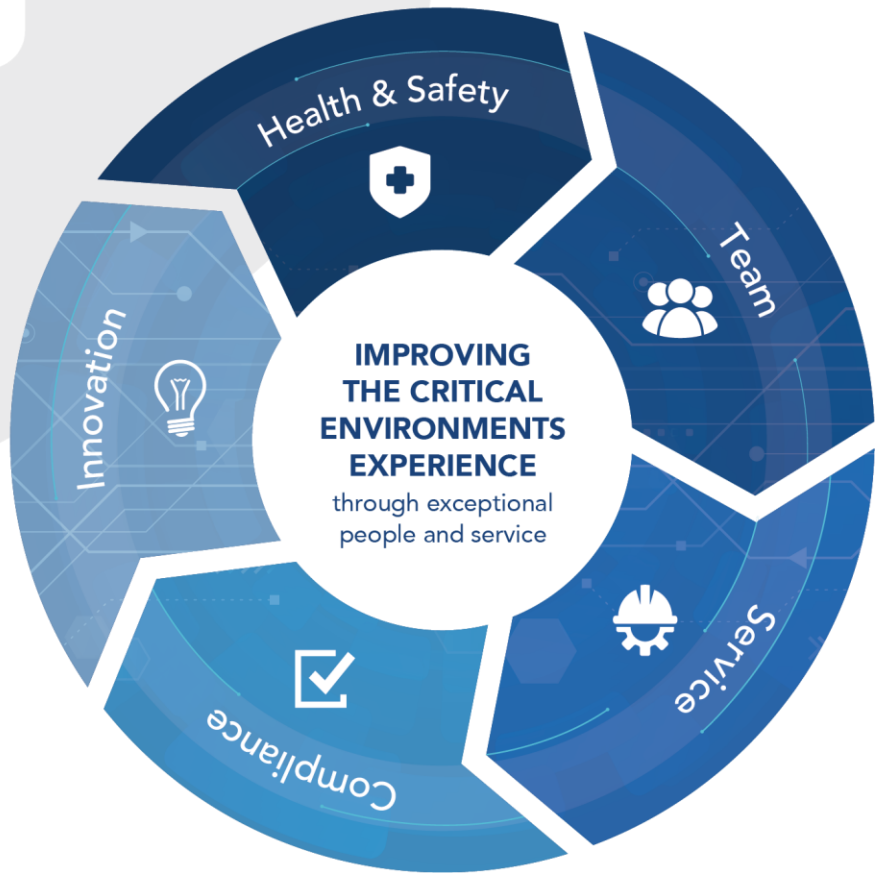 Health & Safety
Team
Service
Compliance
Innovation
IMPROVING
THE CRITICAL
ENVIRONMENTS
EXPERIENCE
through exceptional
people and service